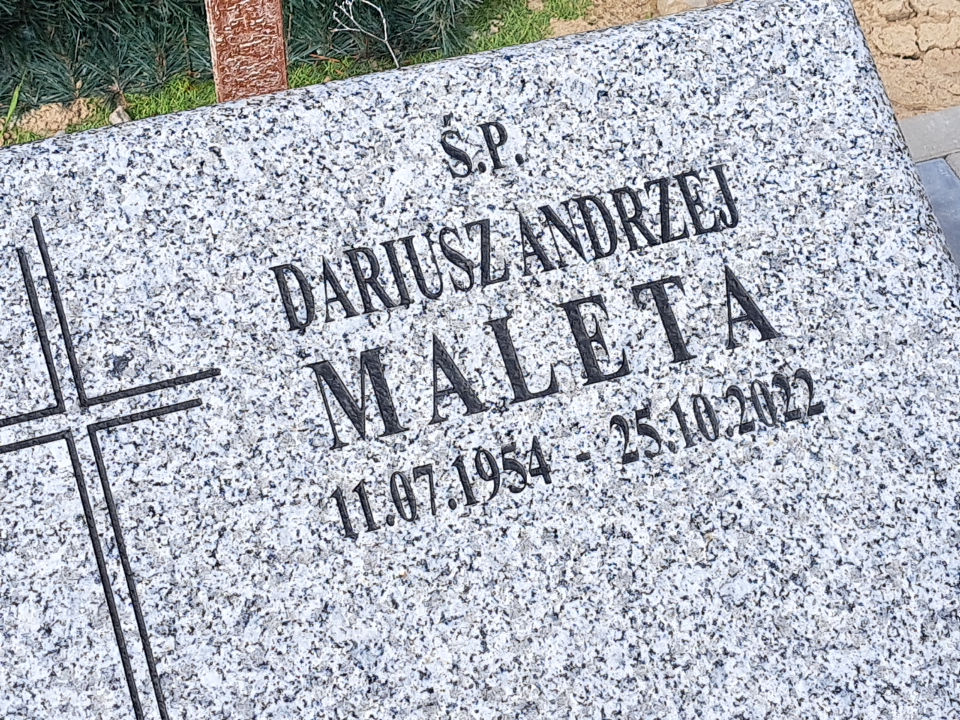 Ś.P.
DARIUSZ ANDRZEJ
MALETA
11.07.1954 - 25.10.2022